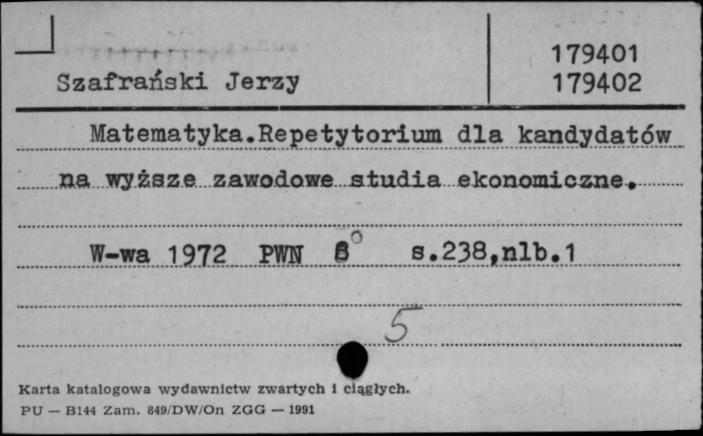 179401
Szafrański Jerzy 179402
Matematyka.Repetytorium dla kandydatów
na wyższe zawodowe studia ekonomiczne.
W-wa 1972 PWN 8° s.238,nlb.1
5
Karta katalogowa wydawnictw zwartych i ciągłych.
PU — B144 Zam. 849/DW/On ZGG — 1991